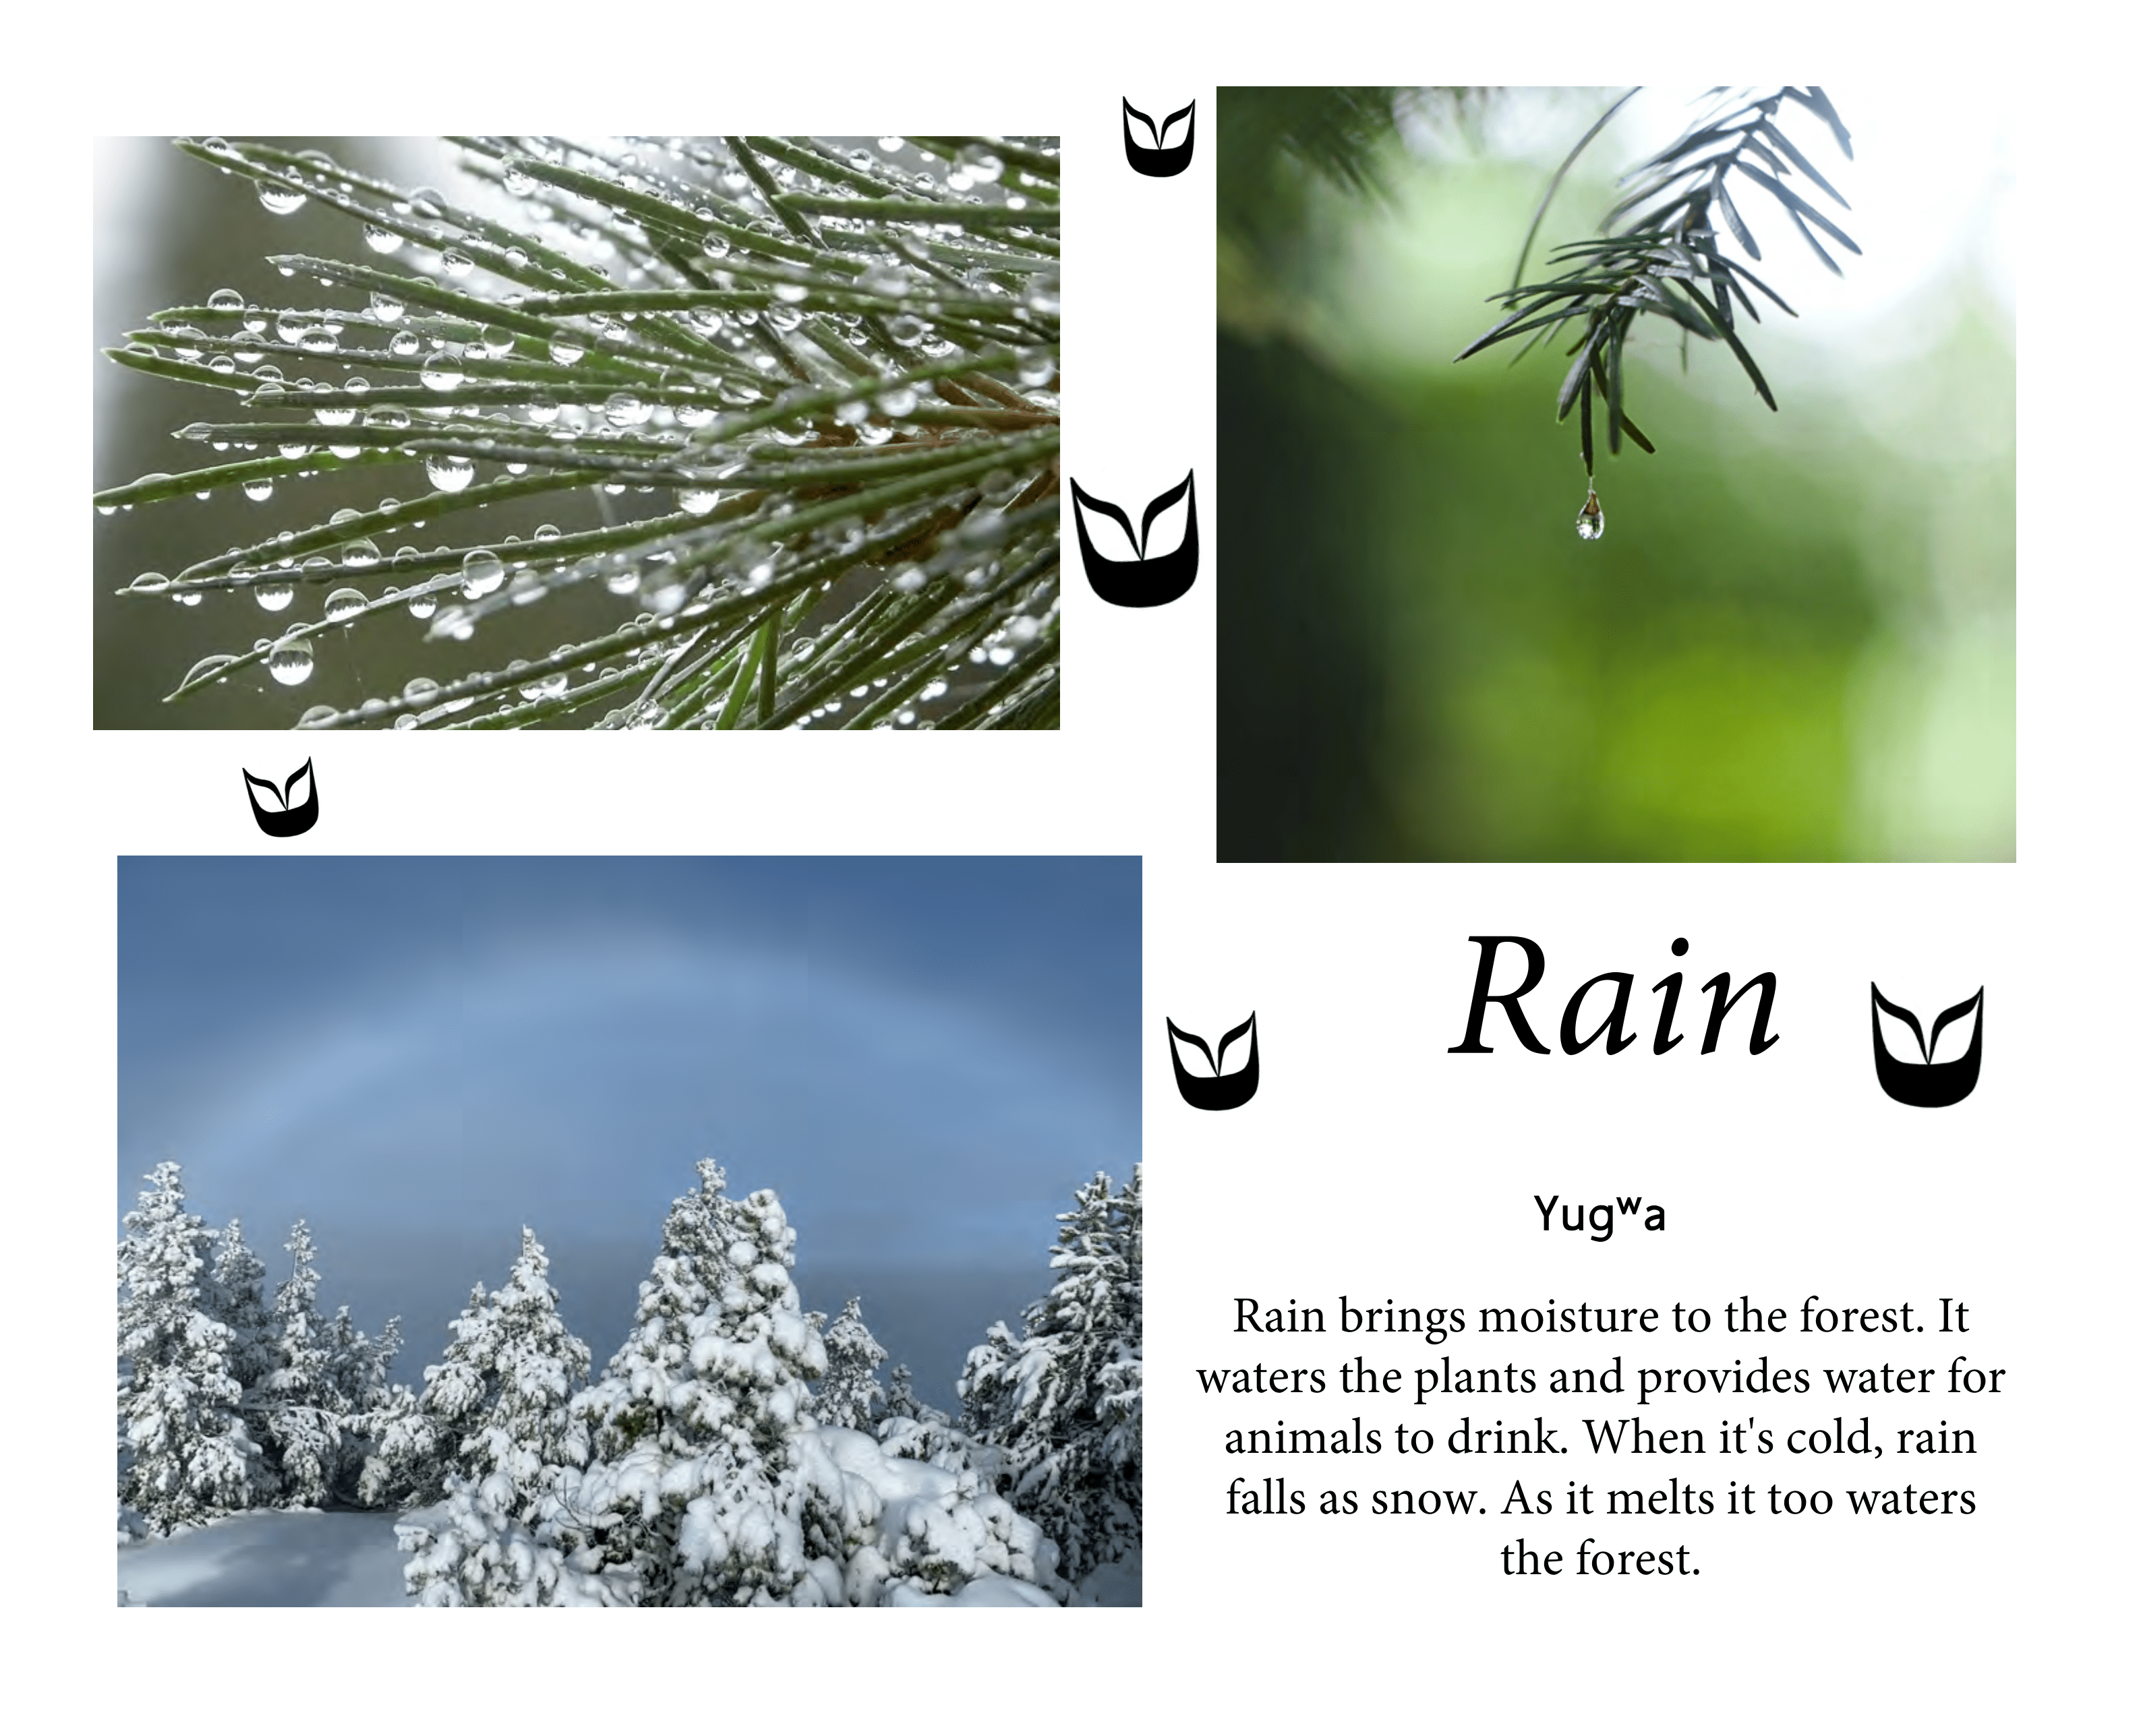 Rain
Yugʷa
Rain brings moisture to the forest. It
waters the plants and provides water for
animals to drink. When it's cold, rain
falls as snow. As it melts it too waters
the forest.